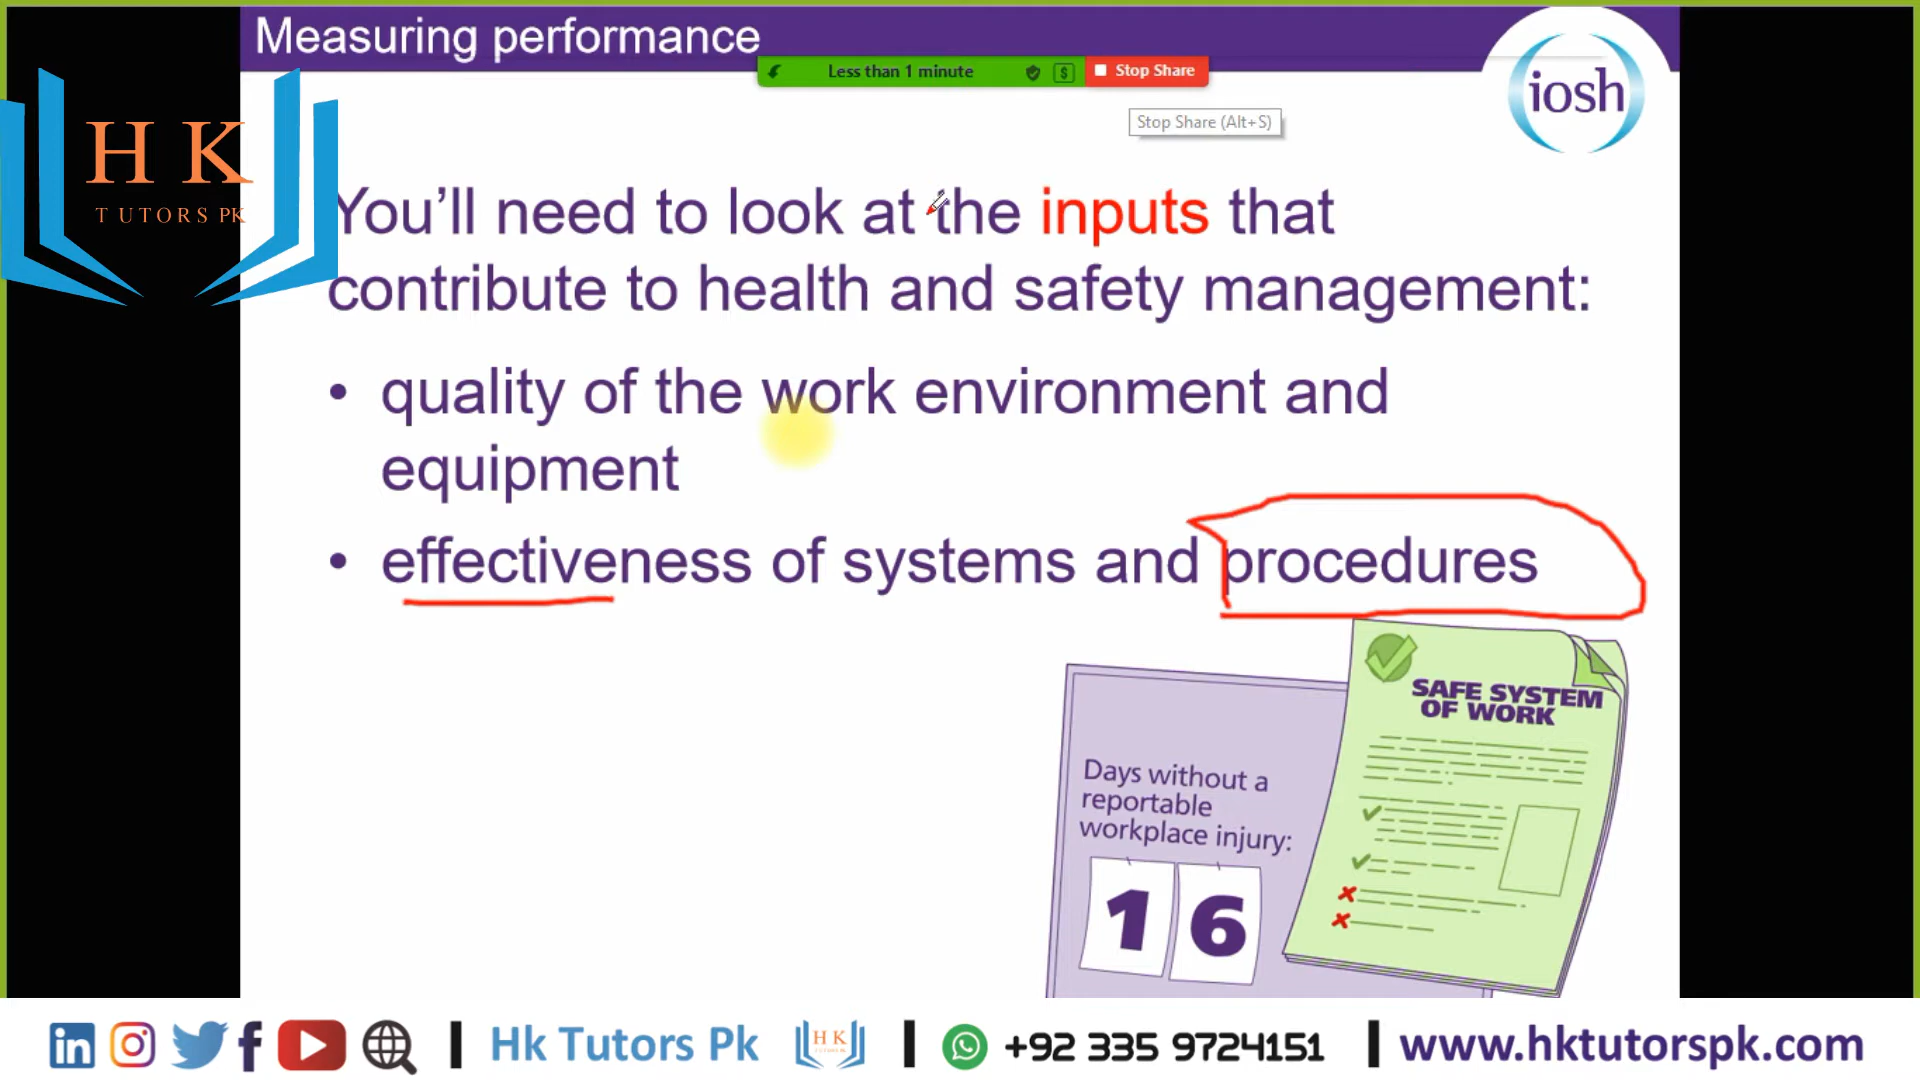 Measuring performance
Less than 1 minute
$
Stop Share
Stop Share (Alt+S)
iosh
H K
TUTORS PK
You’ll need to look at the inputs that
contribute to health and safety management:
• quality of the work environment and
equipment
• effectiveness of systems and procedures
SAFE SYSTEM
OF WORK
Days without a
reportable
workplace injury:
1 6
in
Hk Tutors Pk
H K
TUTORS PK
+92 335 9724151
www.hktutorspk.com